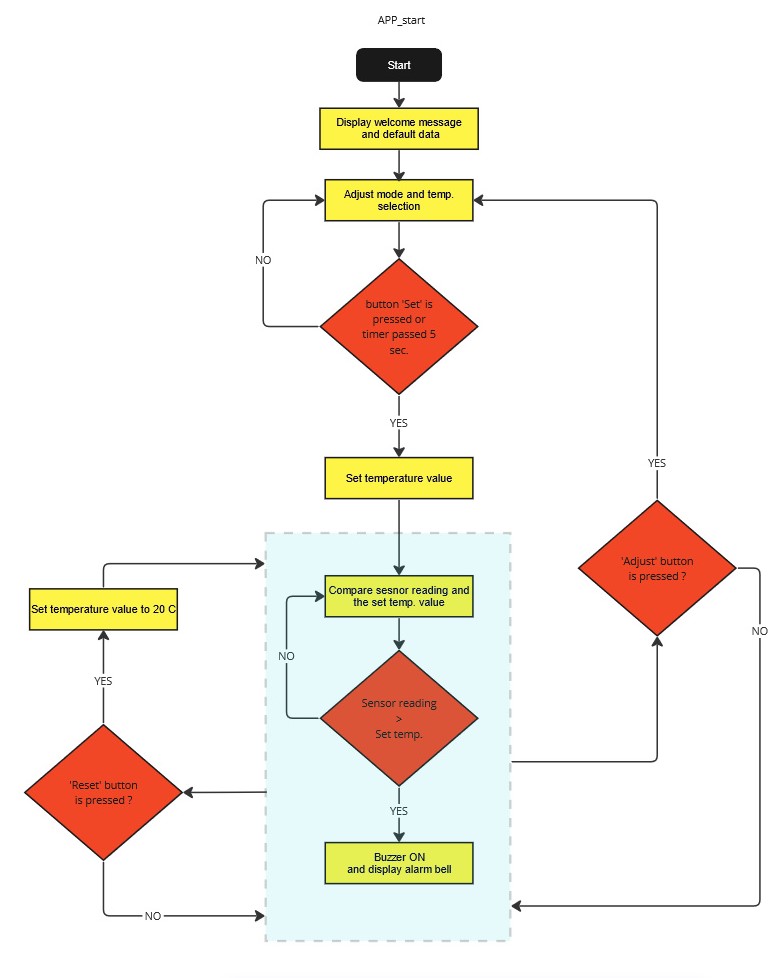 APP_start
Start
Display welcome message
and default data
Adjust mode and temp.
selection
NO
button 'Set' is
pressed or
timer passed 5
sec.
YES
Set temperature value
YES
'Adjust' button
is pressed ?
NO
Compare sesnor reading and
the set temp. value
Set temperature value to 20 C
NO
YES
Sensor reading
>
Set temp.
'Reset' button
is pressed ?
YES
Buzzer ON
and display alarm bell
NO